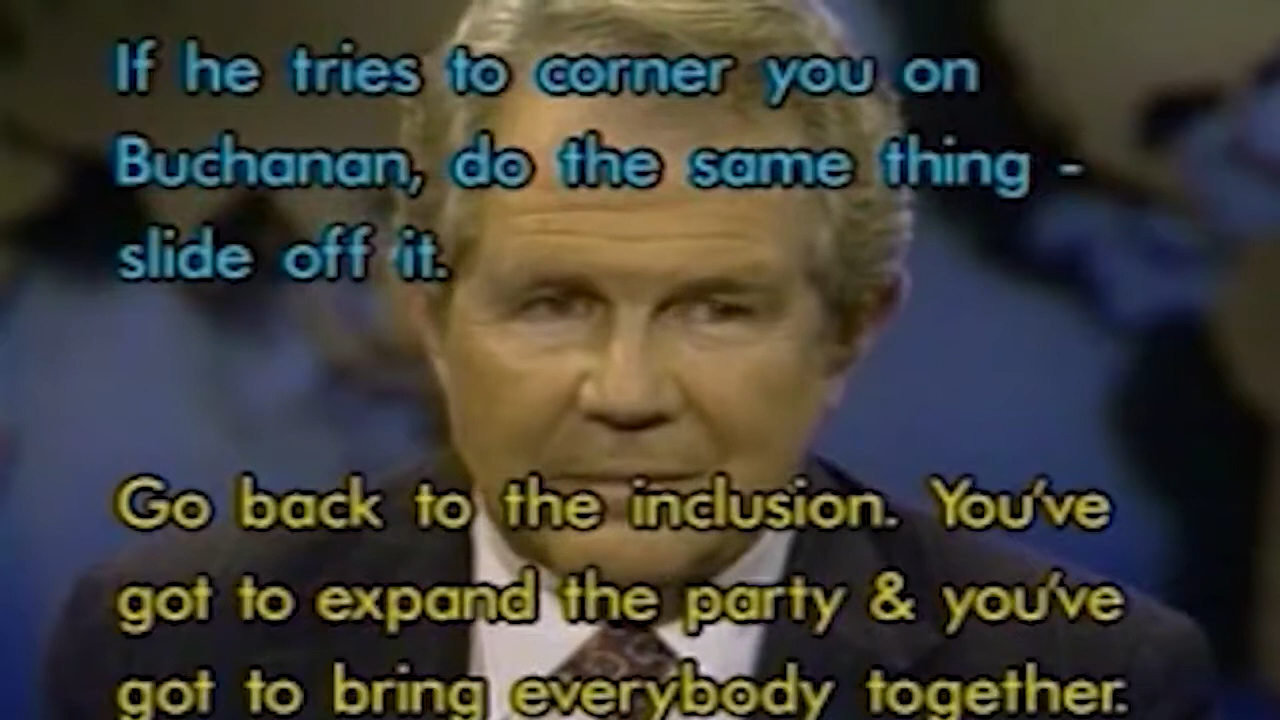 If he tries to corner you on
Buchanan, do the same thing -
slide off it.
Go back to the inclusion. You've
got to expand the party & you've
got to bring everybody together.